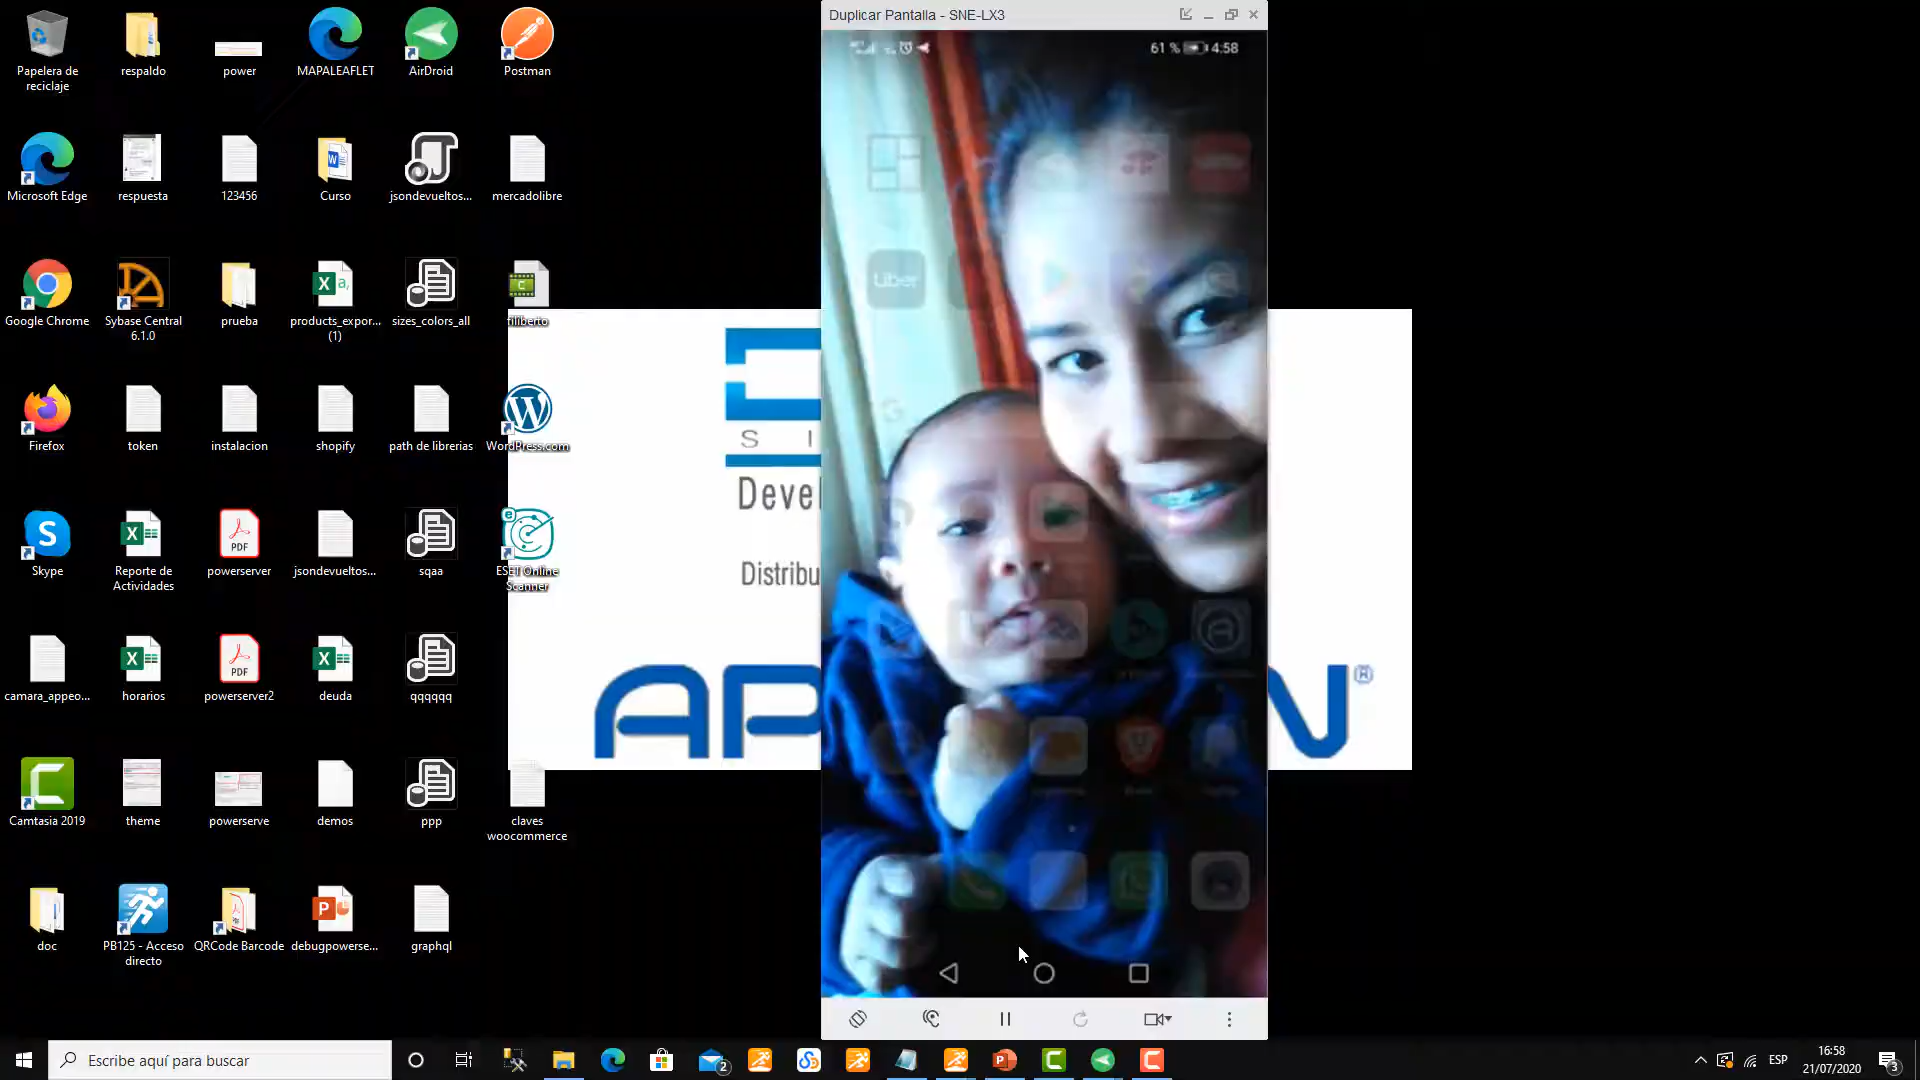 Papelera de
reciclaje
respaldo
power
MAPALEAFLET
AirDroid
Postman
Microsoft Edge
respuesta
123456
Curso
jsondevueltos...
mercadolibre
Google Chrome
Sybase Central
6.1.0
prueba
products_expor...
(1)
sizes_colors_all
filiberto
Firefox
token
instalacion
shopify
path de librerias
WordPress.com
Skype
Reporte de
Actividades
powerserver
jsondevueltos...
sqaa
ESET Online
Scanner
camara_appeo...
horarios
powerserver2
deuda
qqqqqq
Camtasia 2019
theme
powerserve
demos
ppp
claves
woocommerce
doc
PB125 - Acceso
directo
QRCode Barcode
debugpowerse...
graphql
S I
Devel
Distribu
AP
N
Duplicar Pantalla - SNE-LX3
61 % 4:58
Uber
Escribe aquí para buscar
2
ESP
16:58
21/07/2020
3